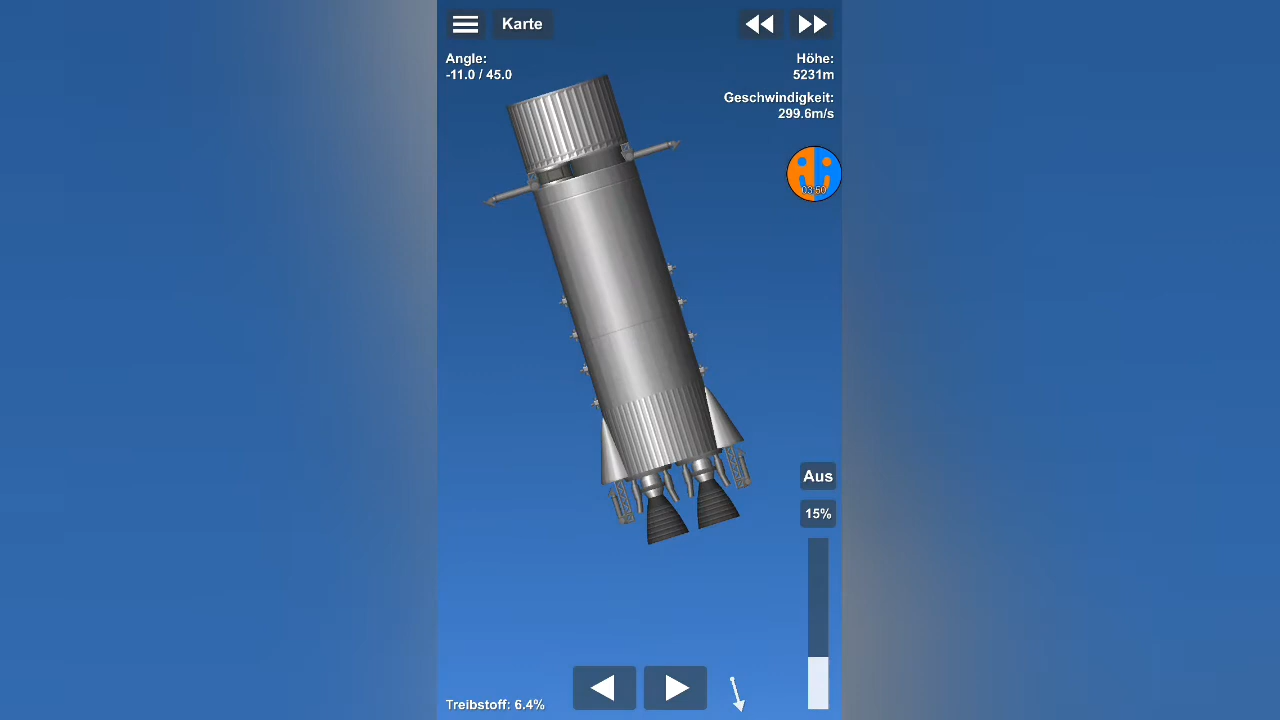 Karte
Angle:
-11.0 / 45.0
Höhe:
5231m
Geschwindigkeit:
299.6m/s
03:50
Aus
15%
Treibstoff: 6.4%